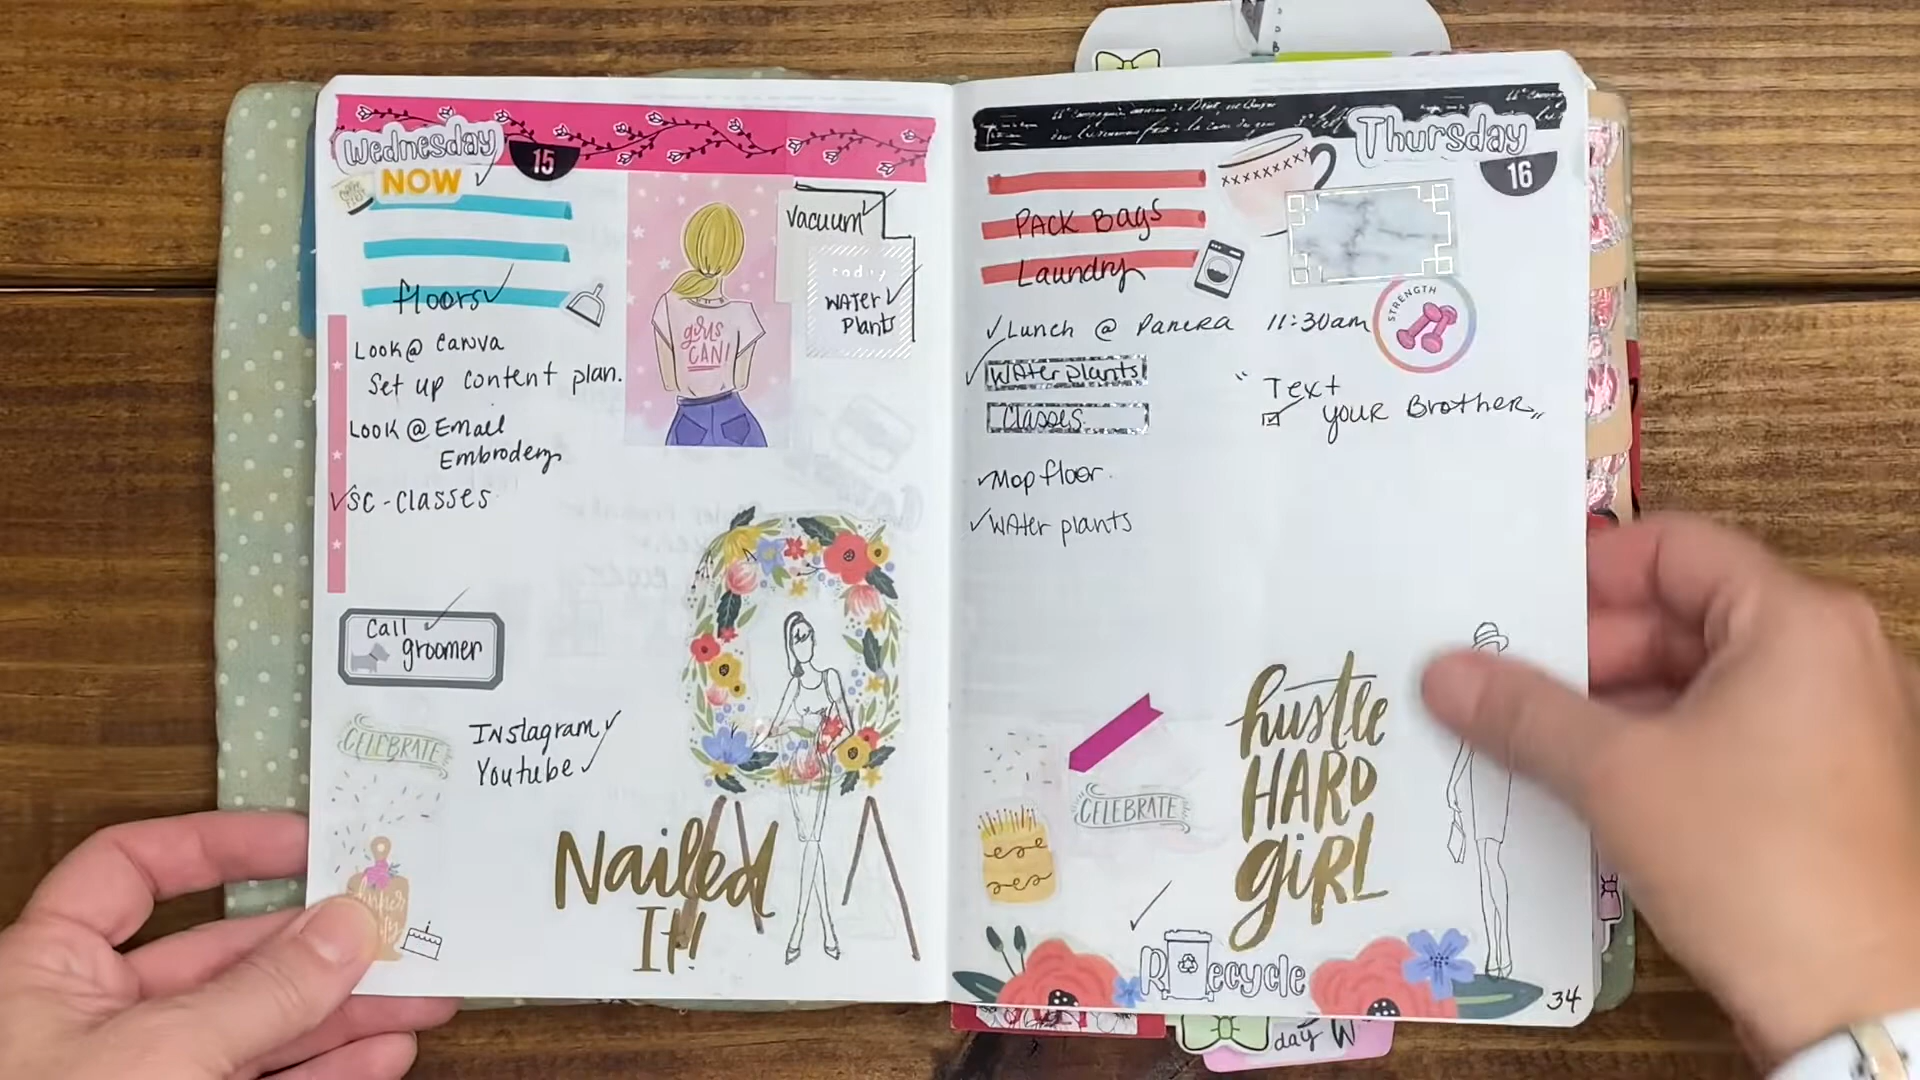 Wednesday
15
NOW
floors
Look@ Canva
Set up content plan.
Look@Email
Embrodery
SC-Classes
Call
groomer
CELEBRATE
Instagram
Youtube
girls
CAN!
Vacuum
today
WAter
Plants
Nailed
It!
Thursday
16
PACK BAgs
Laundry
STRENGTH
Lunch @ PanERA 11:30am
WAter plants
Classes
Mop floor.
WAter plants
" Text
your Brother "
CELEBRATE
hustle
HARD
giRL
Recycle
34
day W